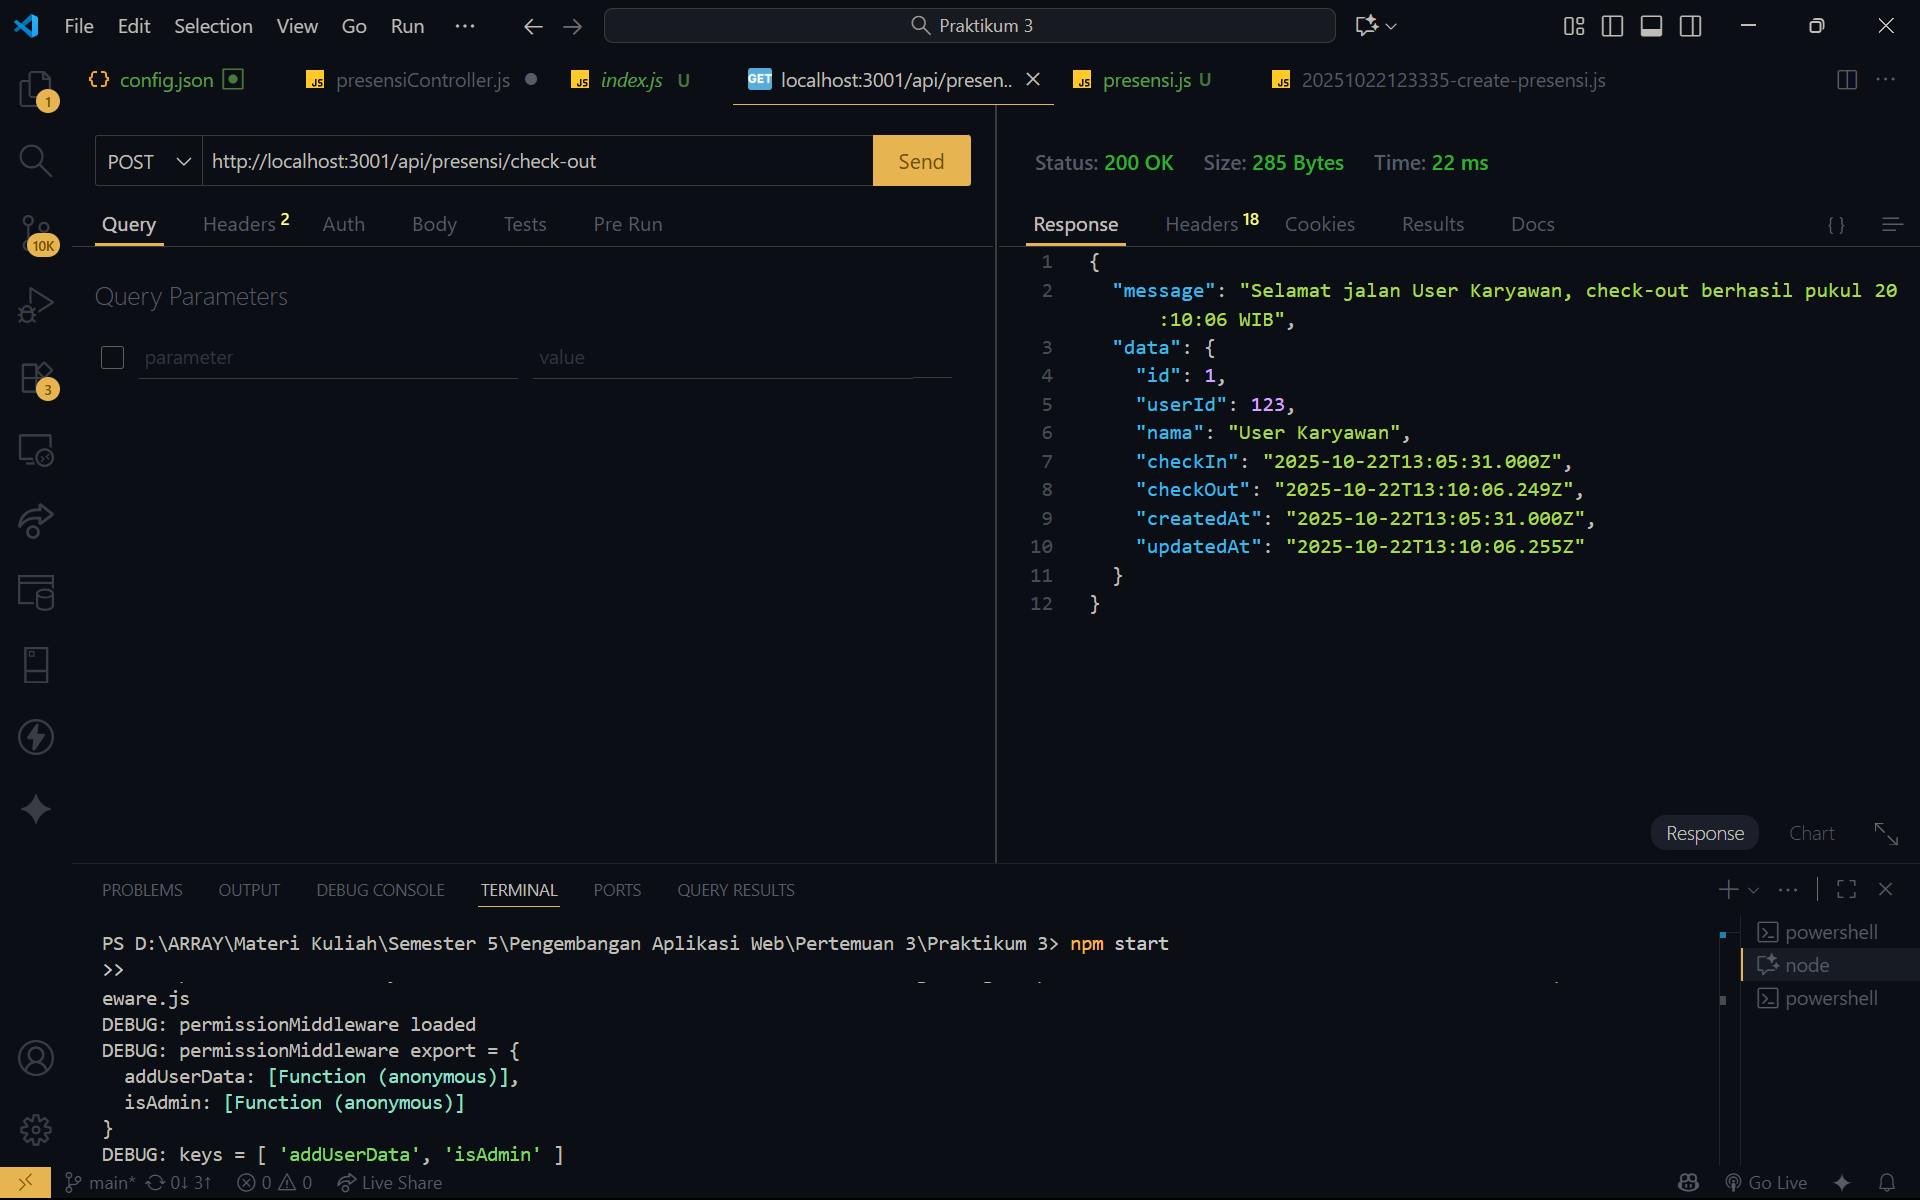 File Edit Selection View Go Run ··· Praktikum 3
config.json presensiController.js index.js U GET localhost:3001/api/presen.. presensi.js U 20251022123335-create-presensi.js
1
10K
3
POST http://localhost:3001/api/presensi/check-out Send
Query Headers 2 Auth Body Tests Pre Run
Query Parameters
parameter value
Status: 200 OK Size: 285 Bytes Time: 22 ms
Response Headers 18 Cookies Results Docs { }
1 {
2 "message": "Selamat jalan User Karyawan, check-out berhasil pukul 20
:10:06 WIB",
3 "data": {
4 "id": 1,
5 "userId": 123,
6 "nama": "User Karyawan",
7 "checkIn": "2025-10-22T13:05:31.000Z",
8 "checkOut": "2025-10-22T13:10:06.249Z",
9 "createdAt": "2025-10-22T13:05:31.000Z",
10 "updatedAt": "2025-10-22T13:10:06.255Z"
11 }
12 }
Response Chart
PROBLEMS OUTPUT DEBUG CONSOLE TERMINAL PORTS QUERY RESULTS
PS D:\ARRAY\Materi Kuliah\Semester 5\Pengembangan Aplikasi Web\Pertemuan 3\Praktikum 3> npm start
>>
eware.js
DEBUG: permissionMiddleware loaded
DEBUG: permissionMiddleware export = {
addUserData: [Function (anonymous)],
isAdmin: [Function (anonymous)]
}
DEBUG: keys = [ 'addUserData', 'isAdmin' ]
powershell
node
powershell
main* 0↓ 3↑ 0 0 Live Share Go Live